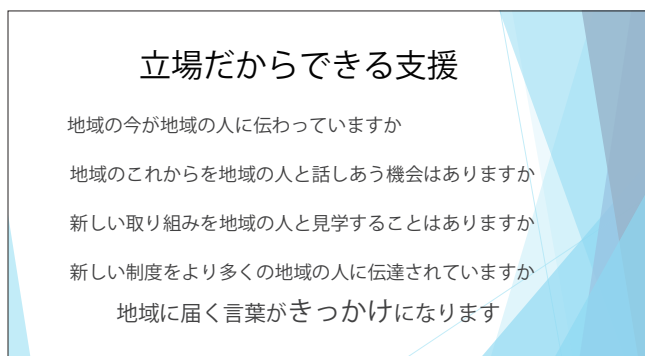 立場だからできる支援
地域の今が地域の人に伝わっていますか
地域のこれからを地域の人と話しあう機会はありますか
新しい取り組みを地域の人と見学することはありますか
新しい制度をより多くの地域の人に伝達されていますか
地域に届く言葉がきっかけになります